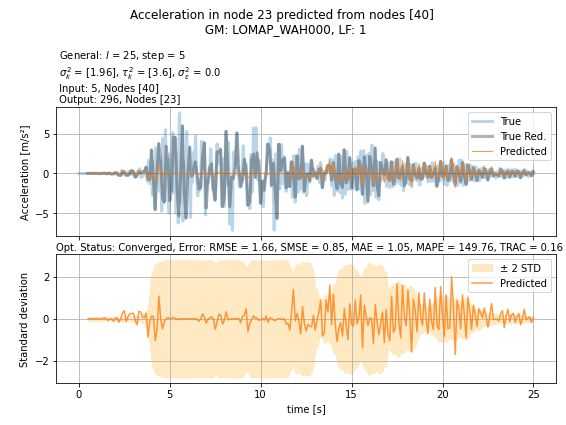 Acceleration in node 23 predicted from nodes [40]
GM: LOMAP_WAH000, LF: 1
General: l = 25, step = 5
σ²ₖ = [1.96], τ²ₖ = [3.6], σ²ε = 0.0
Input: 5, Nodes [40]
Output: 296, Nodes [23]
Acceleration [m/s²]
5
0
−5
True
True Red.
Predicted
Opt. Status: Converged, Error: RMSE = 1.66, SMSE = 0.85, MAE = 1.05, MAPE = 149.76, TRAC = 0.16
Standard deviation
2
0
−2
± 2 STD
Predicted
0 5 10 15 20 25
time [s]